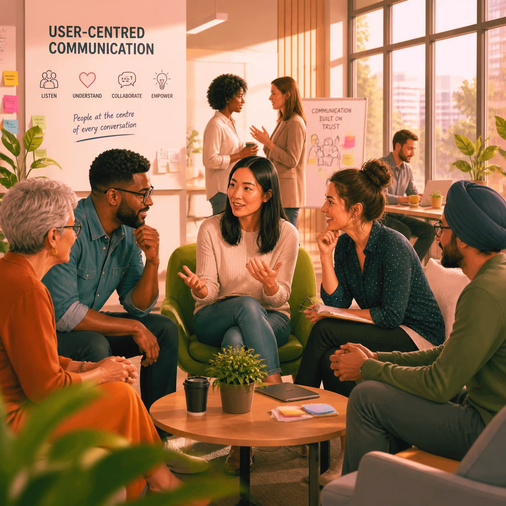 USER-CENTRED
COMMUNICATION
LISTEN
UNDERSTAND
COLLABORATE
EMPOWER
People at the centre
of every conversation
COMMUNICATION
BUILT ON
TRUST